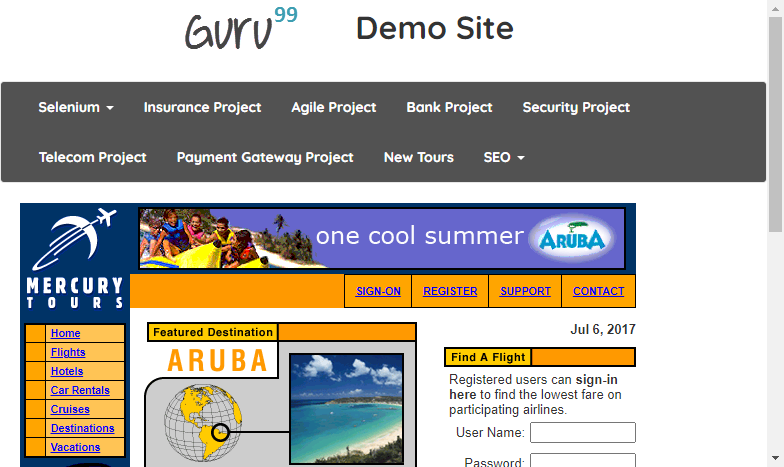 Guru99 Demo Site
Selenium Insurance Project Agile Project Bank Project Security Project
Telecom Project Payment Gateway Project New Tours SEO
one cool summer ARUBA
MERCURY
TOURS
SIGN-ON REGISTER SUPPORT CONTACT
Home
Flights
Hotels
Car Rentals
Cruises
Destinations
Vacations
Featured Destination
ARUBA
Jul 6, 2017
Find A Flight
Registered users can sign-in
here to find the lowest fare on
participating airlines.
User Name:
Password: